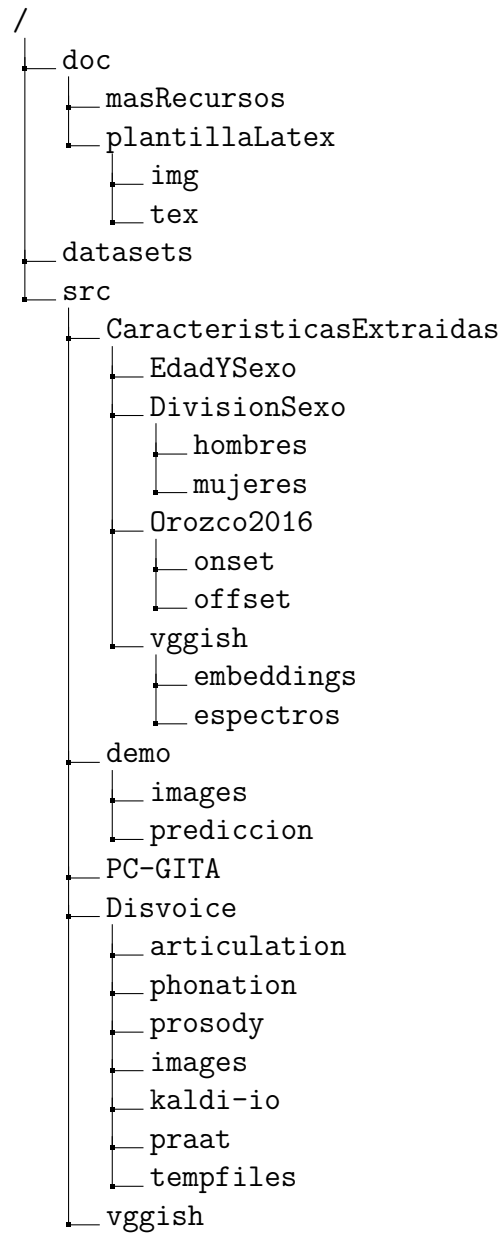 /
doc
masRecursos
plantillaLatex
img
tex
datasets
src
CaracteristicasExtraidas
EdadYSexo
DivisionSexo
hombres
mujeres
Orozco2016
onset
offset
vggish
embeddings
espectros
demo
images
prediccion
PC-GITA
Disvoice
articulation
phonation
prosody
images
kaldi-io
praat
tempfiles
vggish